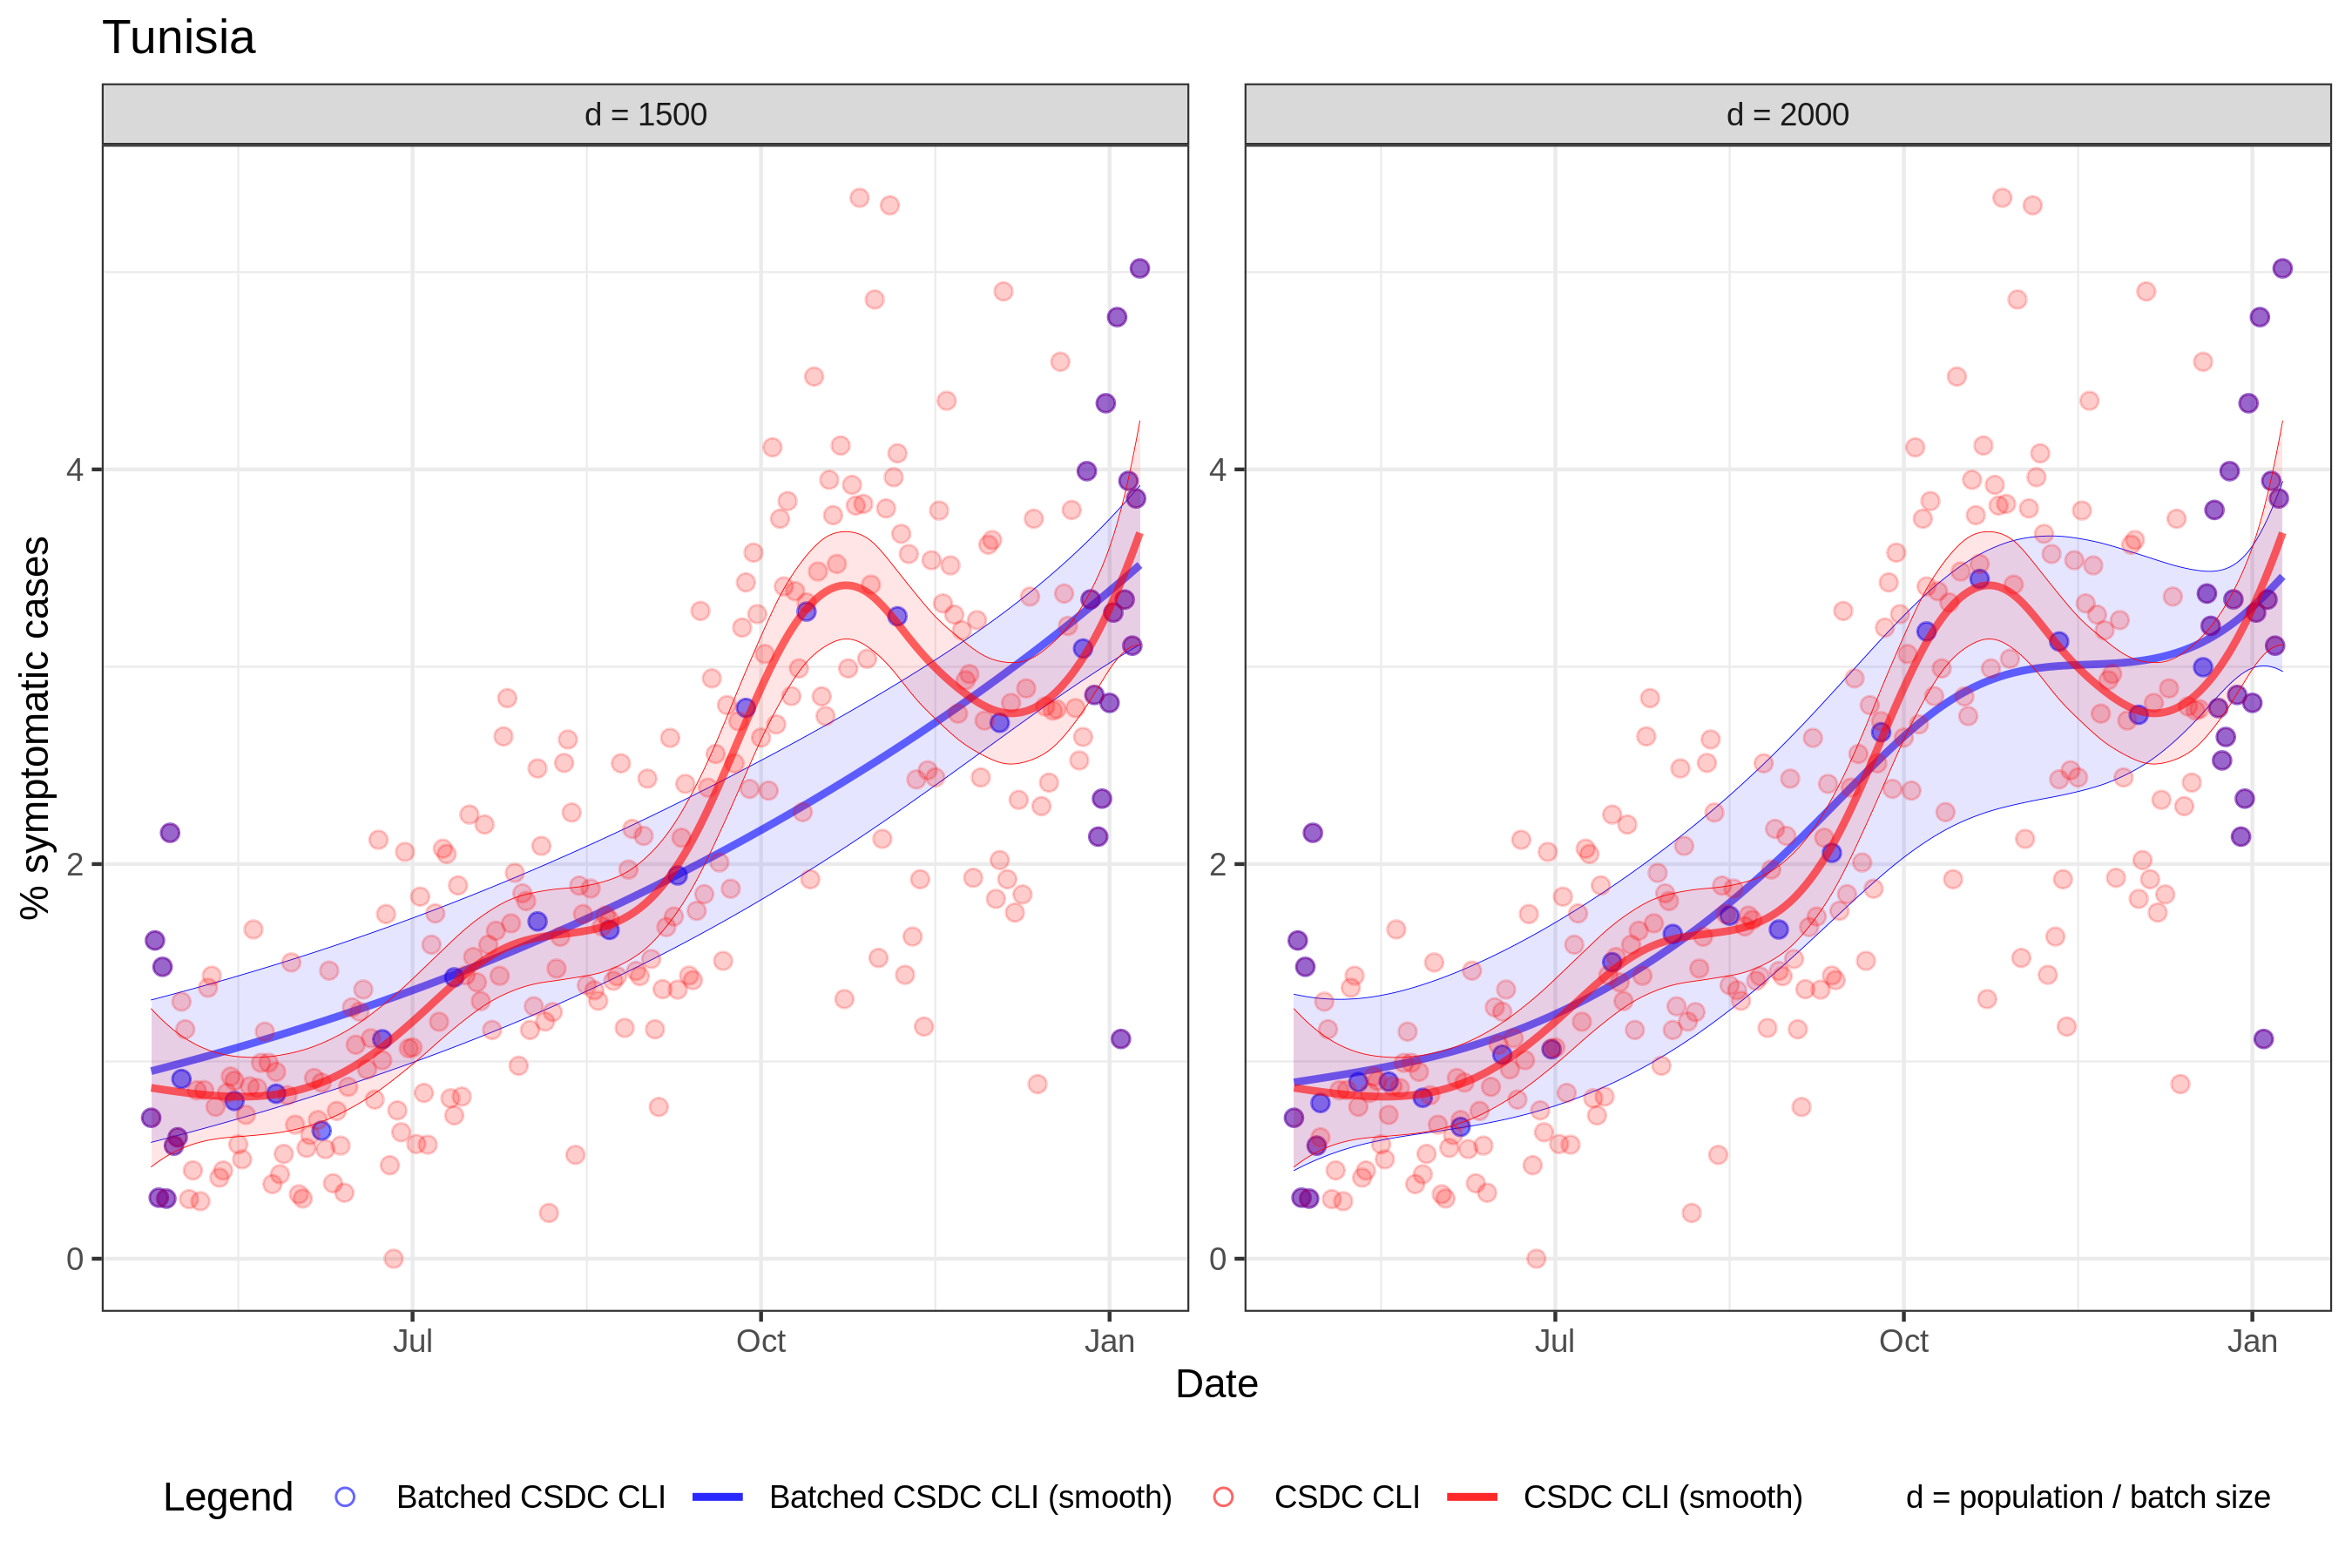 Tunisia
d = 1500
d = 2000
% symptomatic cases
4
2
0
4
2
0
Jul
Oct
Jan
Jul
Oct
Jan
Date
Legend
Batched CSDC CLI
Batched CSDC CLI (smooth)
CSDC CLI
CSDC CLI (smooth)
d = population / batch size